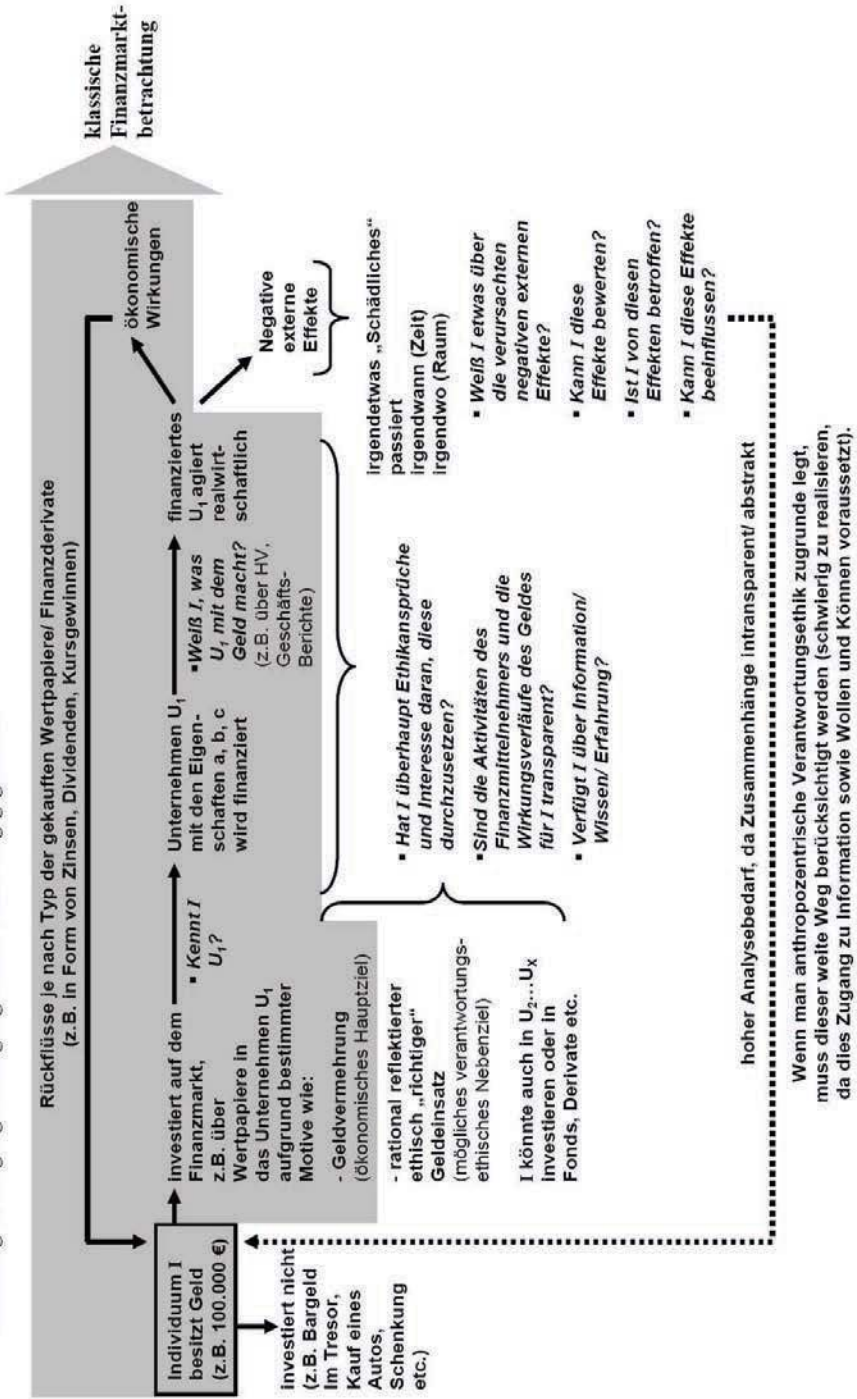 Rückflüsse je nach Typ der gekauften Wertpapiere/ Finanzderivate
(z.B. in Form von Zinsen, Dividenden, Kursgewinnen)
klassische
Finanzmarkt-
betrachtung
Individuum I
besitzt Geld
(z.B. 100.000 €)
investiert nicht
(z.B. Bargeld
Im Tresor,
Kauf eines
Autos,
Schenkung
etc.)
investiert auf dem
Finanzmarkt,
z.B. über
Wertpapiere in
das Unternehmen U1
aufgrund bestimmter
Motive wie:
- Geldvermehrung
(ökonomisches Hauptziel)
- rational reflektierter
ethisch „richtiger“
Geldeinsatz
(mögliches verantwortungs-
ethisches Nebenziel)
I könnte auch in U2...UX
investieren oder in
Fonds, Derivate etc.
▪ Kennt I
U1?
Unternehmen U1
mit den Eigen-
schaften a, b, c
wird finanziert
▪Weiß I, was
U1 mit dem
Geld macht?
(z.B. über HV,
Geschäfts-
Berichte)
finanziertes
U1 agiert
realwirt-
schaftlich
ökonomische
Wirkungen
Negative
externe
Effekte
▪ Hat I überhaupt Ethikansprüche
und Interesse daran, diese
durchzusetzen?
▪Sind die Aktivitäten des
Finanzmittelnehmers und die
Wirkungsverläufe des Geldes
für I transparent?
▪ Verfügt I über Information/
Wissen/ Erfahrung?
irgendetwas „Schädliches“
passiert
irgendwann (Zeit)
irgendwo (Raum)
▪ Weiß I etwas über
die verursachten
negativen externen
Effekte?
▪ Kann I diese
Effekte bewerten?
▪ Ist I von diesen
Effekten betroffen?
▪ Kann I diese Effekte
beeinflussen?
hoher Analysebedarf, da Zusammenhänge intransparent/ abstrakt
Wenn man anthropozentrische Verantwortungsethik zugrunde legt,
muss dieser weite Weg berücksichtigt werden (schwierig zu realisieren,
da dies Zugang zu Information sowie Wollen und Können voraussetzt).